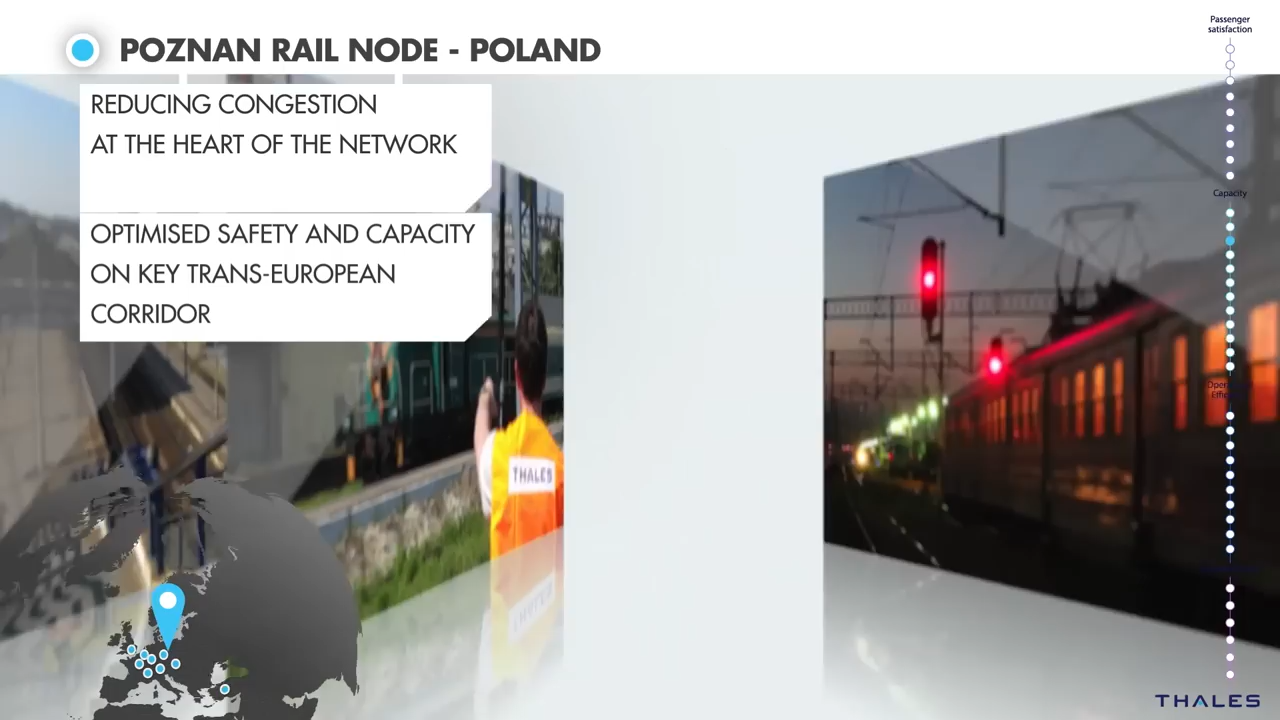 POZNAN RAIL NODE - POLAND
REDUCING CONGESTION
AT THE HEART OF THE NETWORK
OPTIMISED SAFETY AND CAPACITY
ON KEY TRANS-EUROPEAN
CORRIDOR
Passenger
satisfaction
Capacity
THALES
THALES